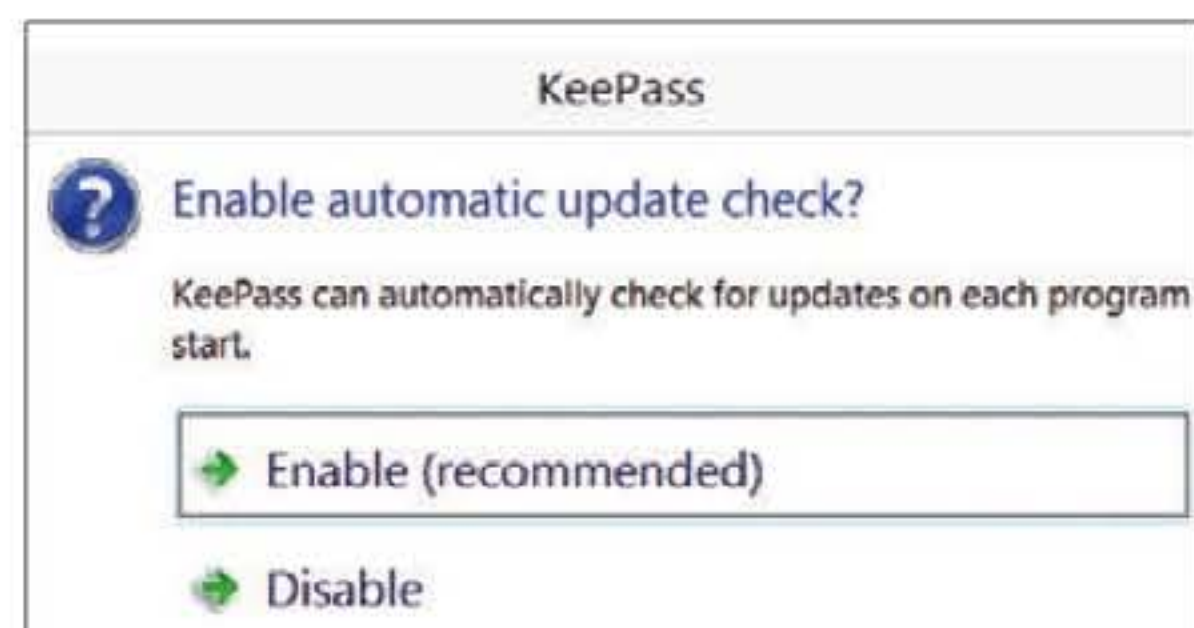 KeePass
Enable automatic update check?
KeePass can automatically check for updates on each program
start.
Enable (recommended)
Disable